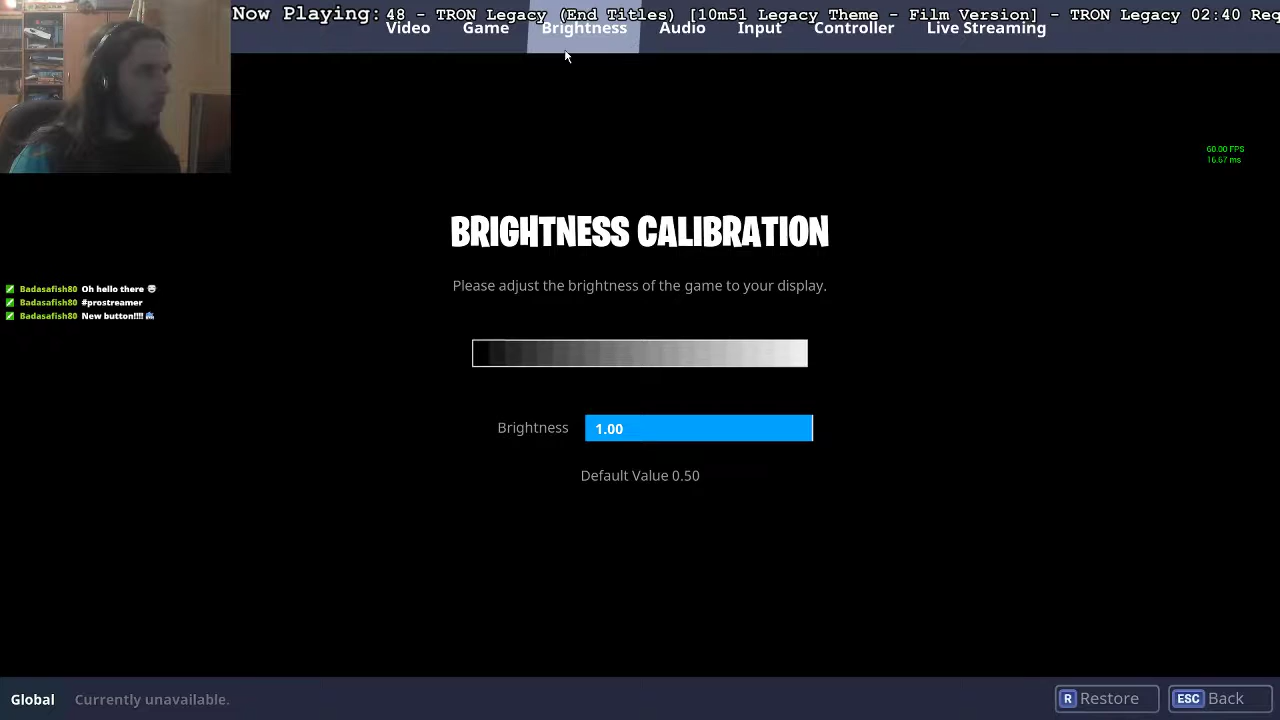 Now Playing: 48 - TRON Legacy (End Titles) [10m51 Legacy Theme - Film Version] - TRON Legacy 02:40
Video Game Brightness Audio Input Controller Live Streaming
60.00 FPS
16.67 ms
BRIGHTNESS CALIBRATION
Please adjust the brightness of the game to your display.
Badasafish80 Oh hello there
Badasafish80 #prostreamer
Badasafish80 New button!!!!
Brightness 1.00
Default Value 0.50
Global Currently unavailable. R Restore ESC Back